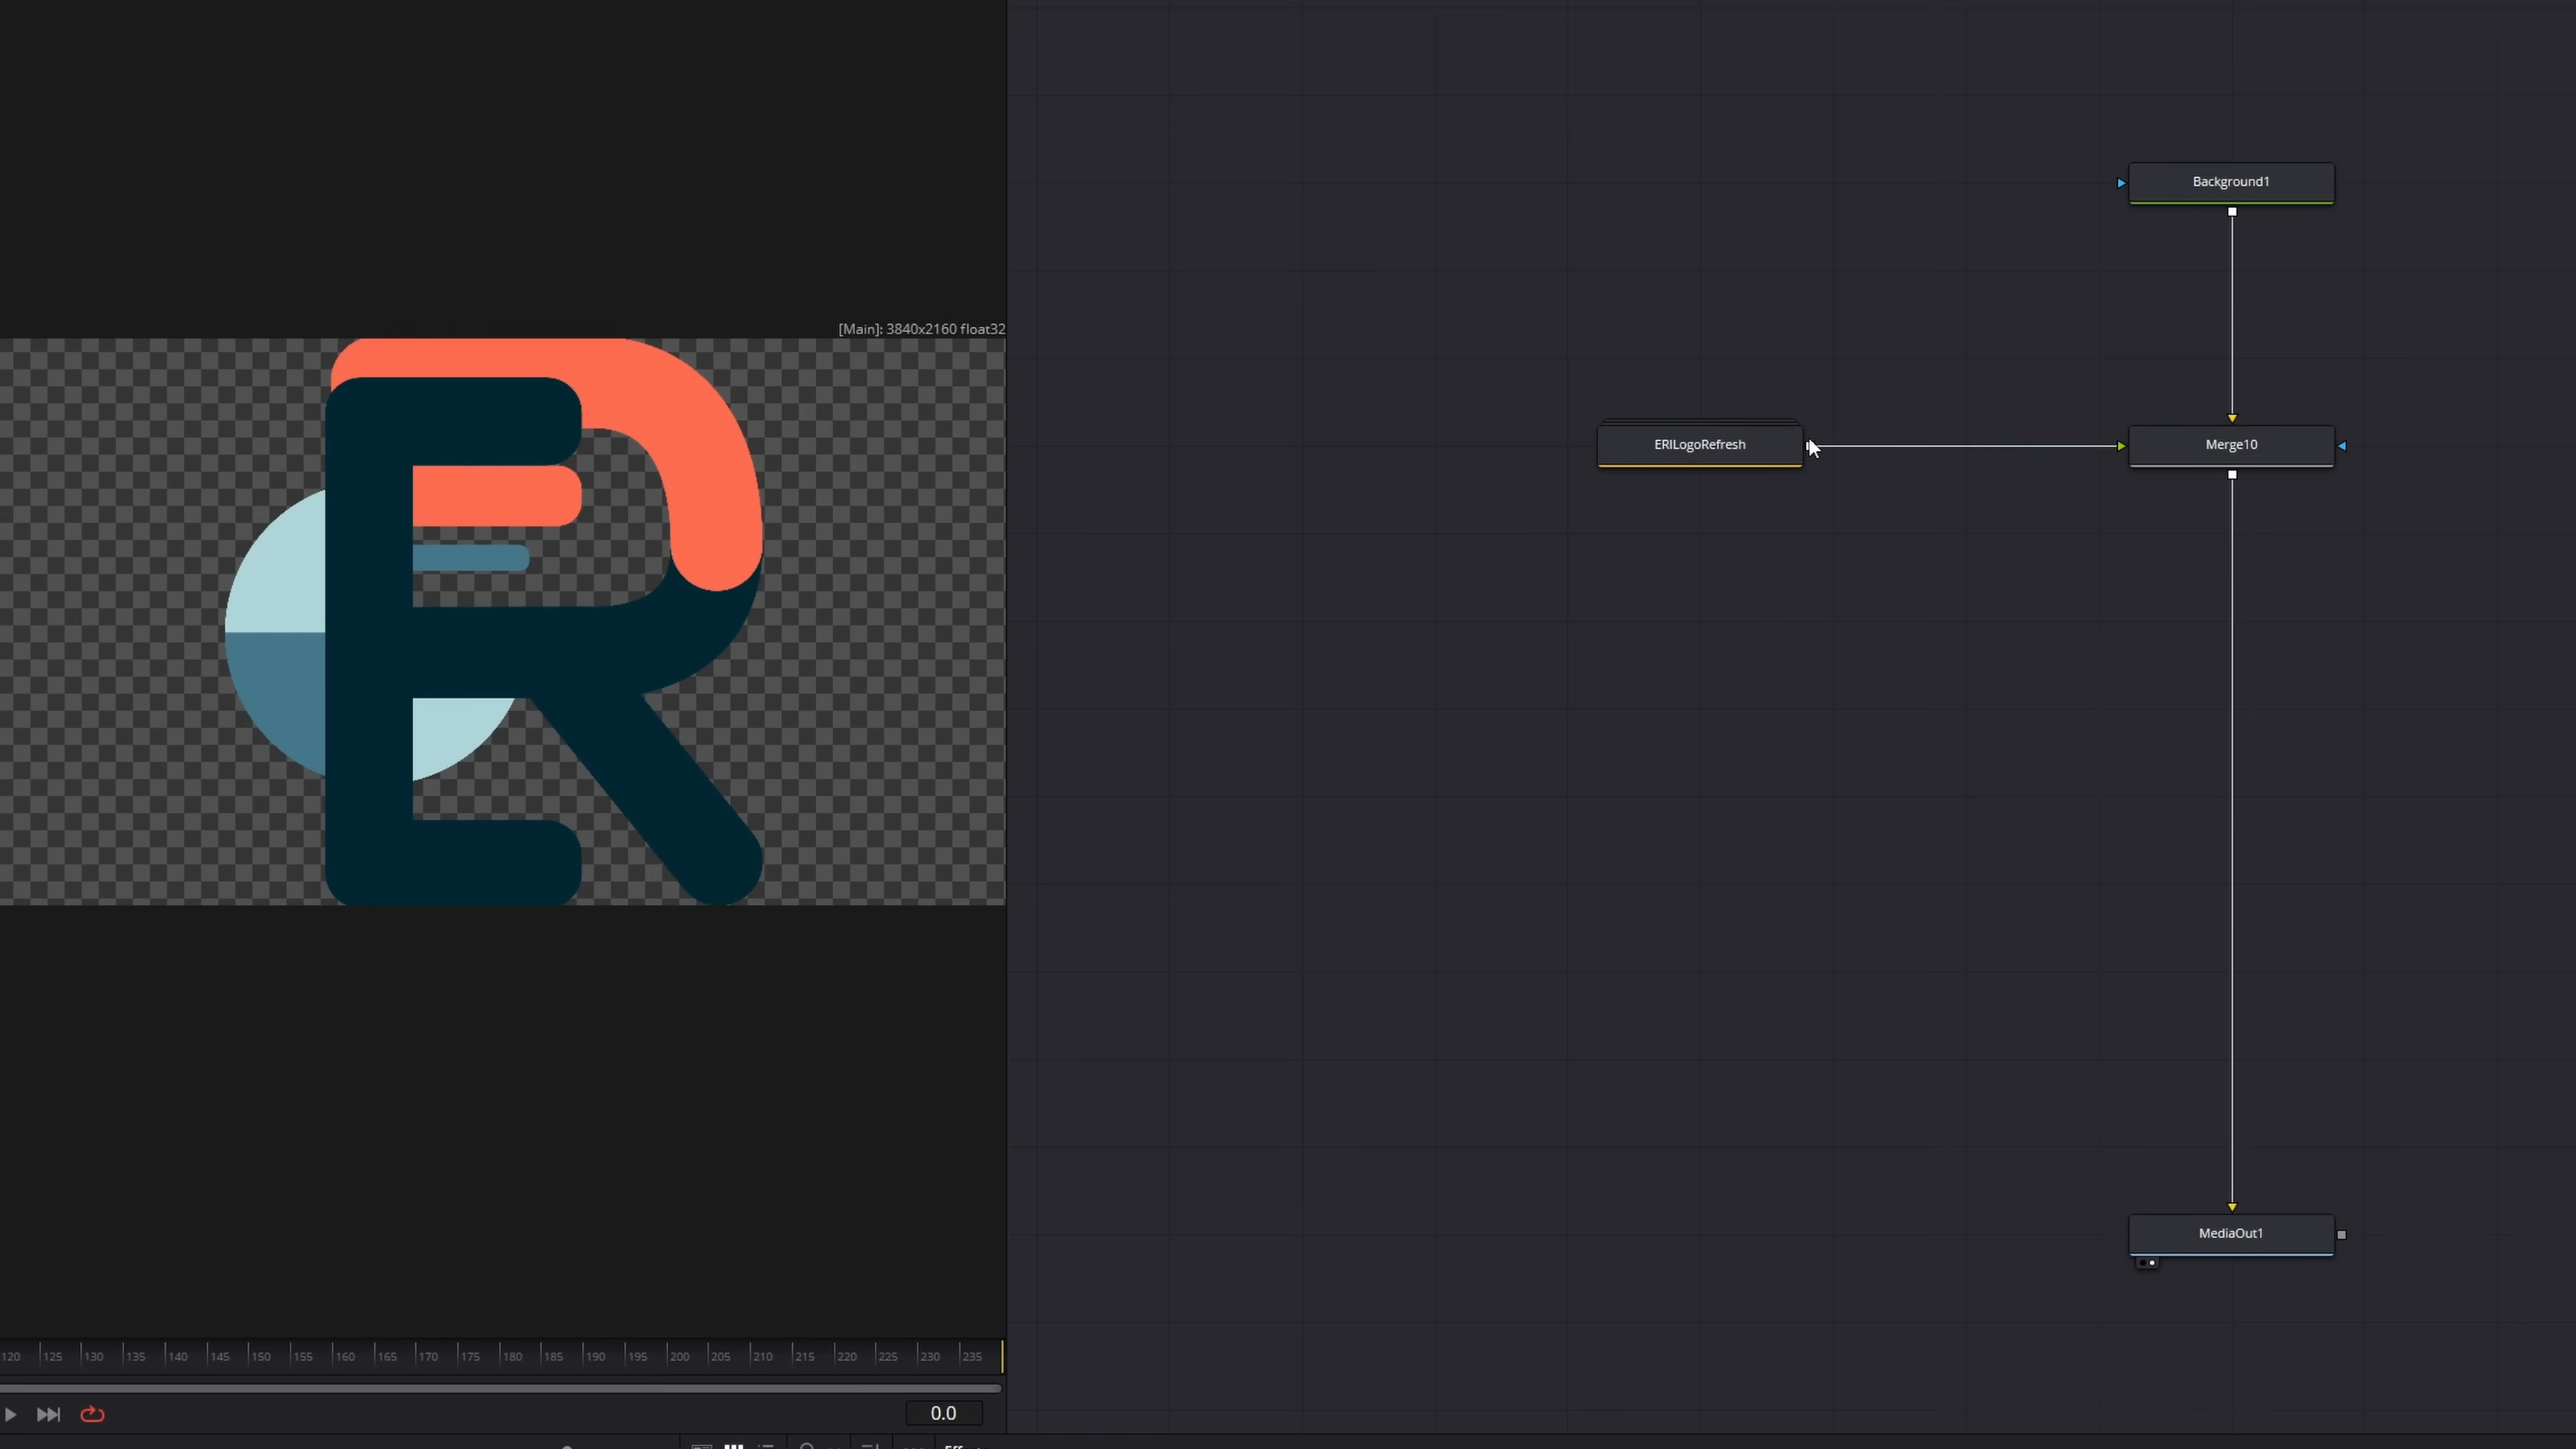 Background1
[Main]: 3840x2160 float32
ERILogoRefresh
Merge10
MediaOut1
120 125 130 135 140 145 150 155 160 165 170 175 180 185 190 195 200 205 210 215 220 225 230 235
0.0